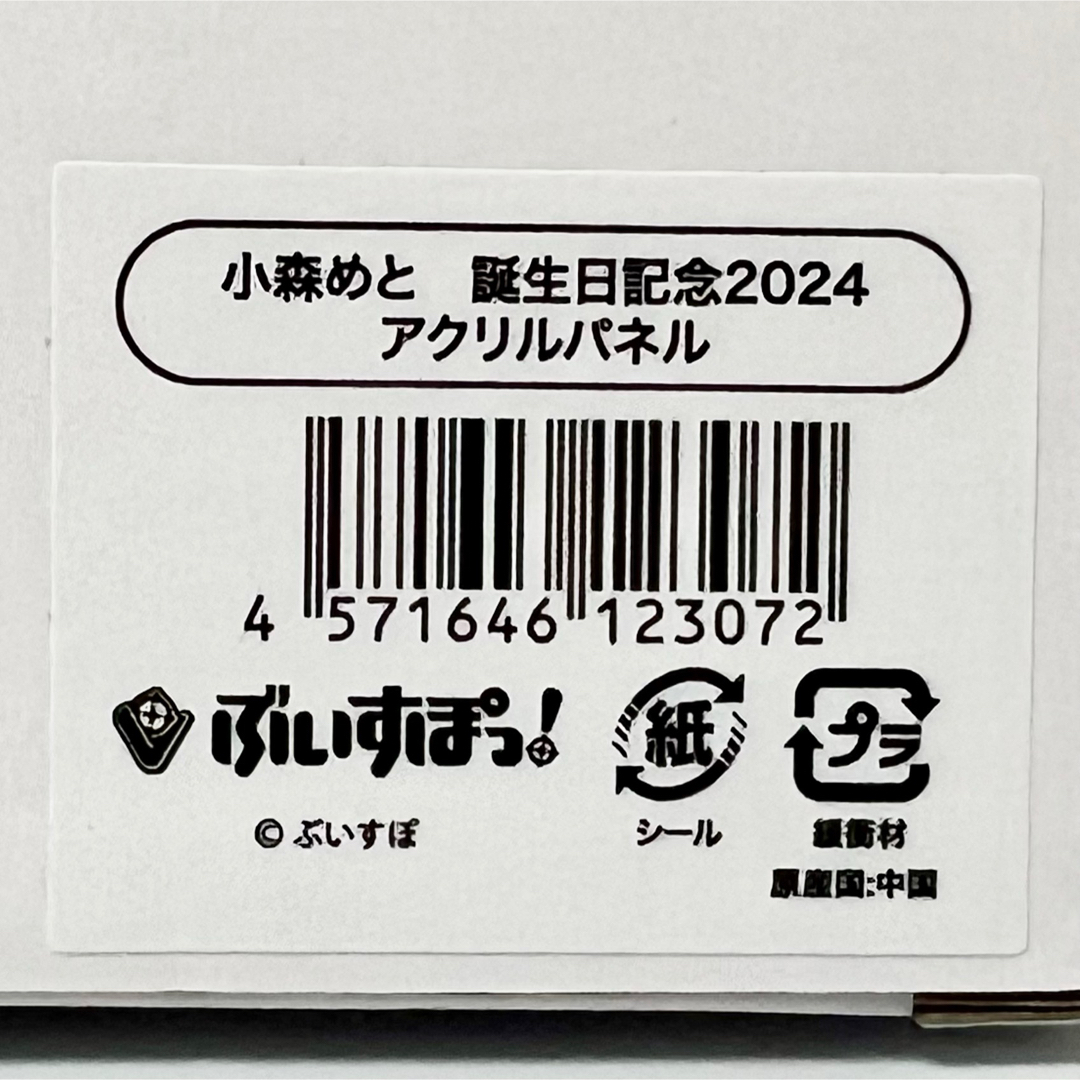 小森めと　誕生日記念2024
アクリルパネル
4 571646 123072
ぶいすぽっ!
紙
プラ
© ぶいすぽ
シール
緩衝材
原産国:中国